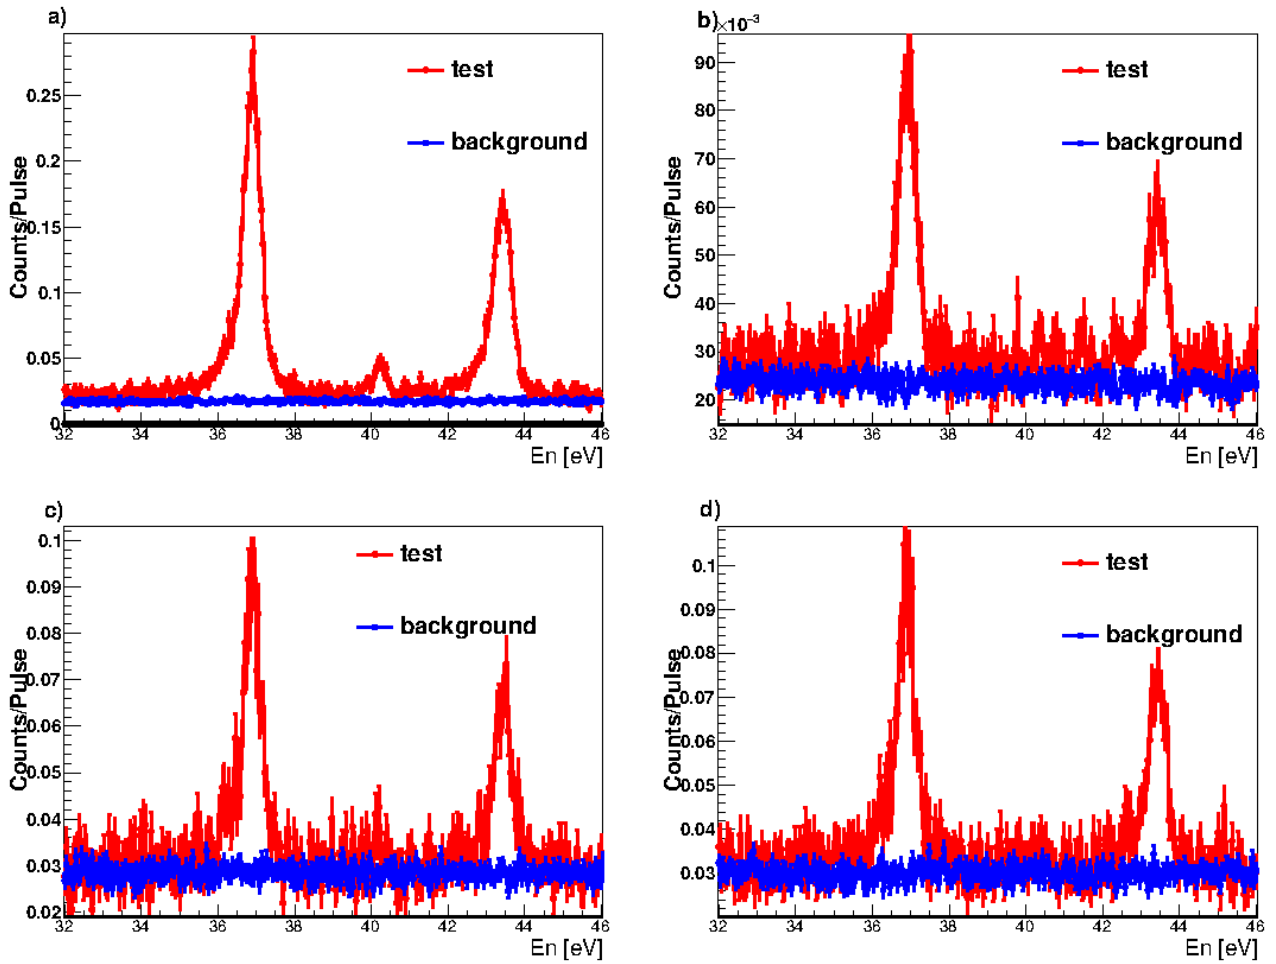 a)
0.25
0.2
0.15
0.1
0.05
0
Counts/Pulse
test
background
32 34 36 38 40 42 44 46
En [eV]
b)
×10⁻³
90
80
70
60
50
40
30
20
Counts/Pulse
test
background
32 34 36 38 40 42 44 46
En [eV]
c)
0.1
0.09
0.08
0.07
0.06
0.05
0.04
0.03
0.02
Counts/Pulse
test
background
32 34 36 38 40 42 44 46
En [eV]
d)
0.1
0.09
0.08
0.07
0.06
0.05
0.04
0.03
Counts/Pulse
test
background
32 34 36 38 40 42 44 46
En [eV]